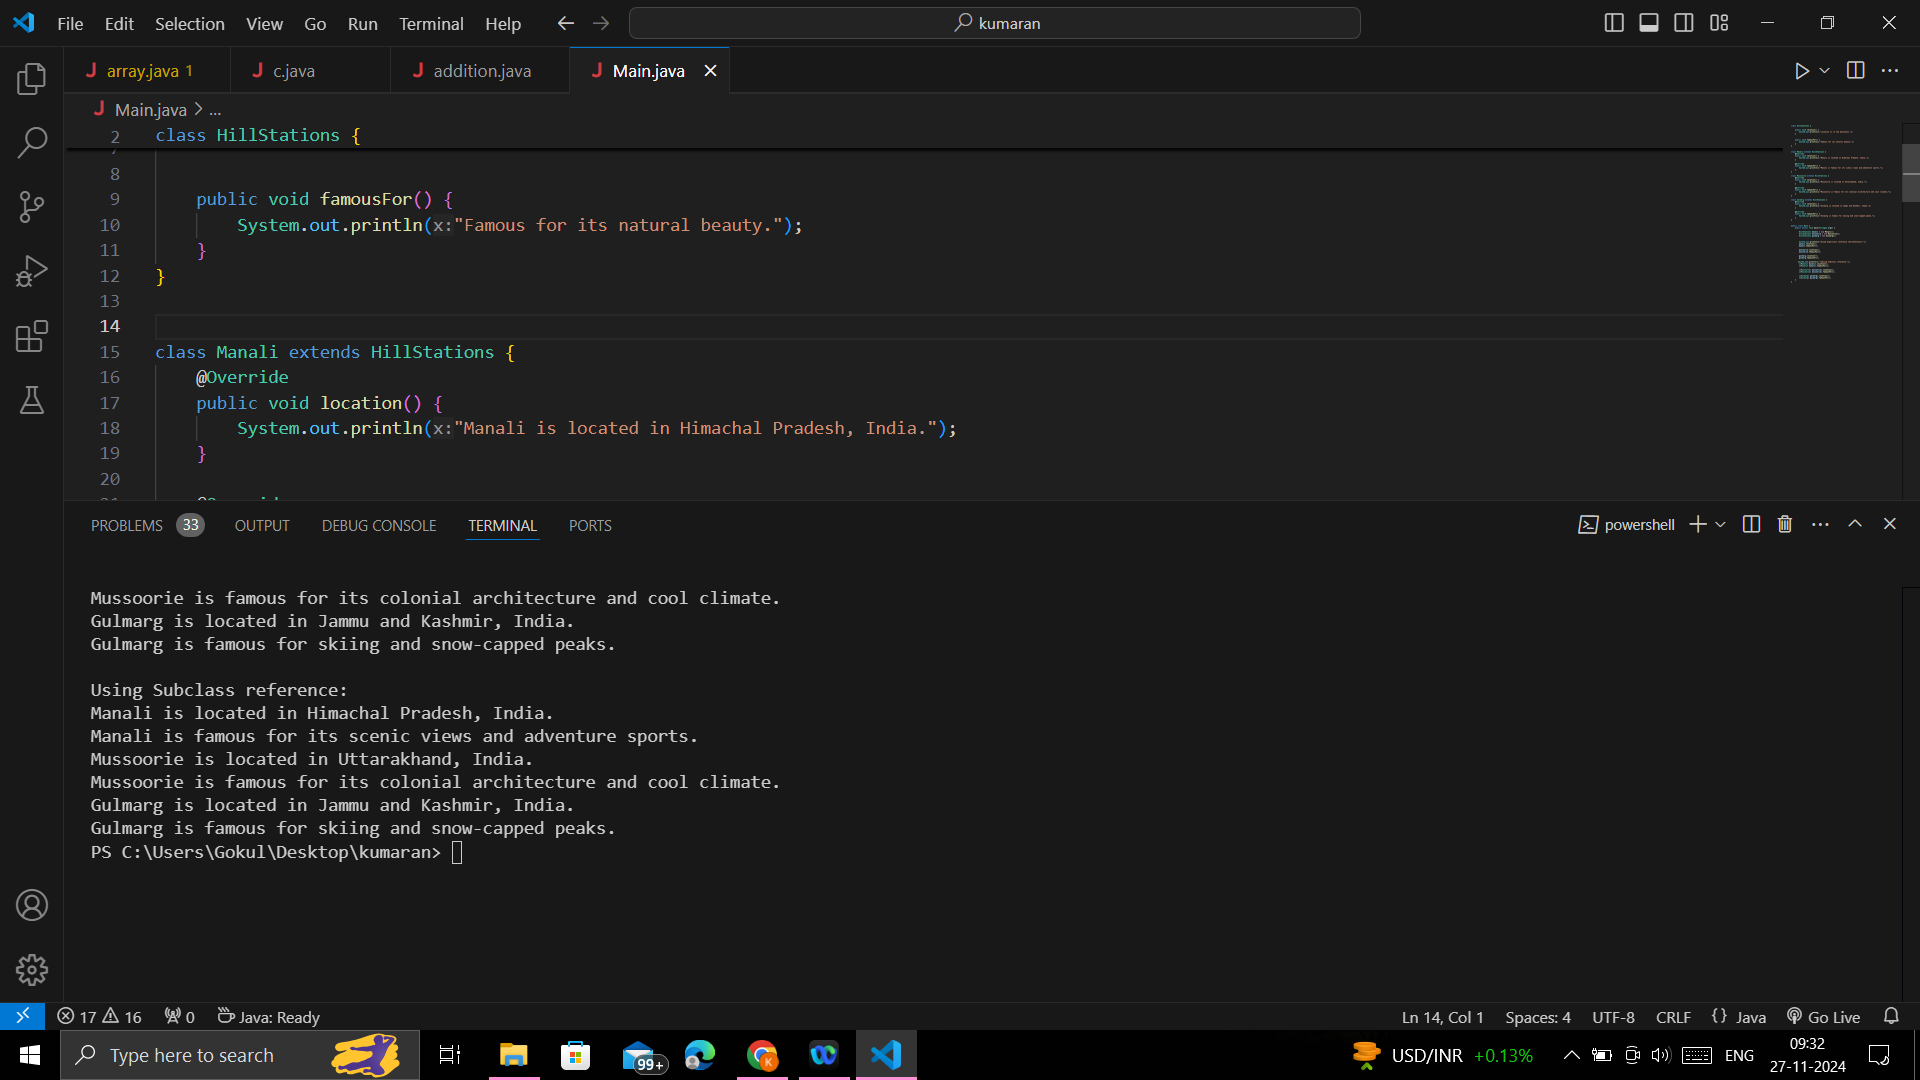 File Edit Selection View Go Run Terminal Help kumaran
array.java 1 c.java addition.java Main.java
Main.java > ...
2 class HillStations {
8
9 public void famousFor() {
10 System.out.println(x:"Famous for its natural beauty.");
11 }
12 }
13
14
15 class Manali extends HillStations {
16 @Override
17 public void location() {
18 System.out.println(x:"Manali is located in Himachal Pradesh, India.");
19 }
20
PROBLEMS 33 OUTPUT DEBUG CONSOLE TERMINAL PORTS powershell
Mussoorie is famous for its colonial architecture and cool climate.
Gulmarg is located in Jammu and Kashmir, India.
Gulmarg is famous for skiing and snow-capped peaks.
Using Subclass reference:
Manali is located in Himachal Pradesh, India.
Manali is famous for its scenic views and adventure sports.
Mussoorie is located in Uttarakhand, India.
Mussoorie is famous for its colonial architecture and cool climate.
Gulmarg is located in Jammu and Kashmir, India.
Gulmarg is famous for skiing and snow-capped peaks.
PS C:\Users\Gokul\Desktop\kumaran>
17 16 0 Java: Ready Ln 14, Col 1 Spaces: 4 UTF-8 CRLF {} Java Go Live
Type here to search 99+ K USD/INR +0.13% ENG 09:32
27-11-2024